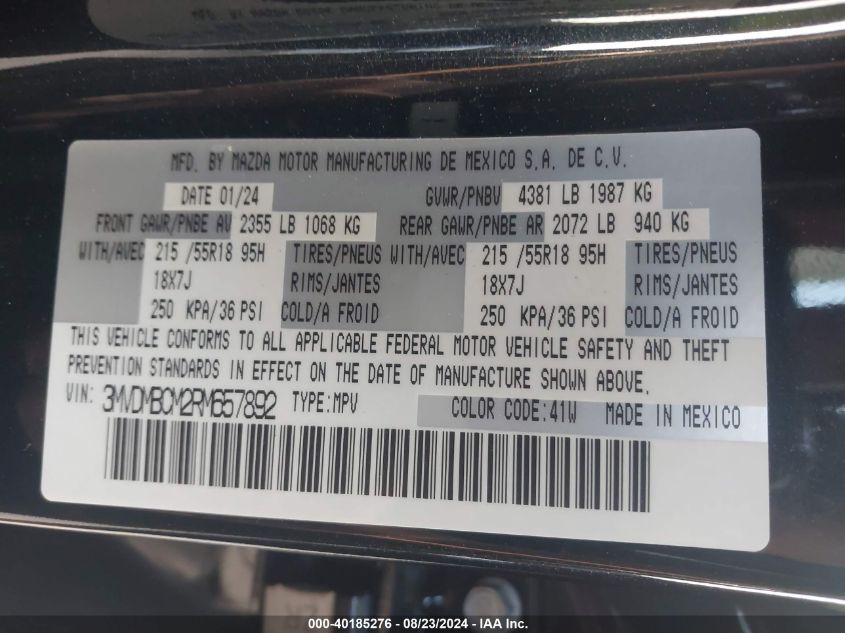 MFD. BY MAZDA MOTOR MANUFACTURING DE MEXICO S.A. DE C.V.
DATE 01/24 GVWR/PNBV 4381 LB 1987 KG
FRONT GAWR/PNBE AV 2355 LB 1068 KG REAR GAWR/PNBE AR 2072 LB 940 KG
WITH/AVEC 215 /55R18 95H TIRES/PNEUS WITH/AVEC 215 /55R18 95H TIRES/PNEUS
18X7J RIMS/JANTES 18X7J RIMS/JANTES
250 KPA/36 PSI COLD/A FROID 250 KPA/36 PSI COLD/A FROID
THIS VEHICLE CONFORMS TO ALL APPLICABLE FEDERAL MOTOR VEHICLE SAFETY AND THEFT
PREVENTION STANDARDS IN EFFECT ON THE DATE OF MANUFACTURE SHOWN ABOVE.
VIN: 3MVDMBCM2RM657892 TYPE:MPV COLOR CODE:41W MADE IN MEXICO
000-40185276 - 08/23/2024 - IAA Inc.